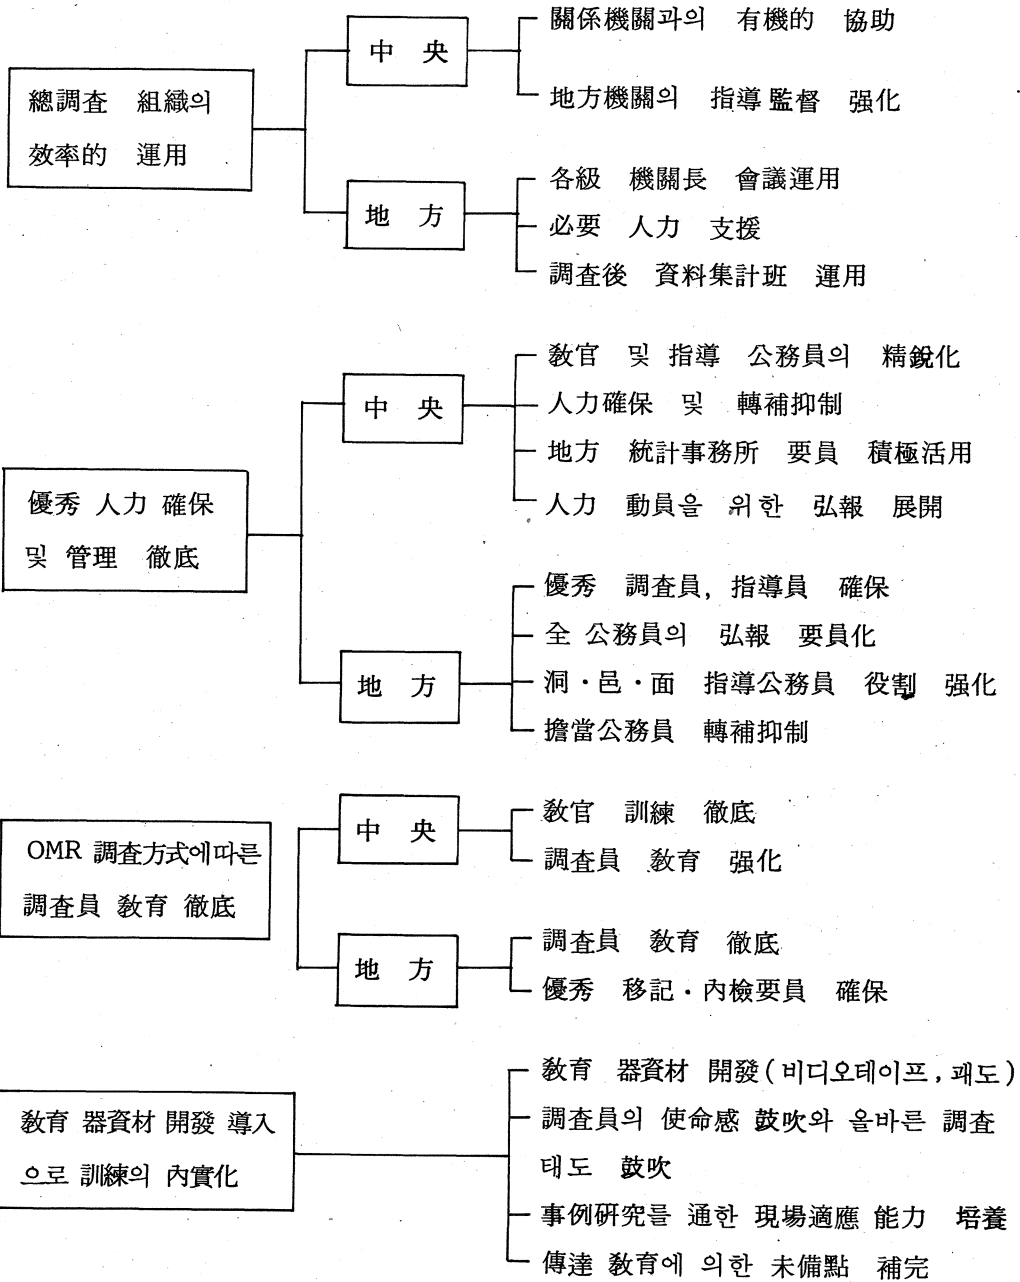 總調査 組織의
效率的 運用
中 央
關係機關과의 有機的 協助
地方機關의 指導監督 强化
地 方
各級 機關長 會議運用
必要 人力 支援
調査後 資料集計班 運用
優秀 人力 確保
및 管理 徹底
中 央
敎官 및 指導 公務員의 精銳化
人力確保 및 轉補抑制
地方 統計事務所 要員 積極活用
人力 動員을 위한 弘報 展開
地 方
優秀 調査員, 指導員 確保
全 公務員의 弘報 要員化
洞·邑·面 指導公務員 役割 强化
擔當公務員 轉補抑制
OMR 調査方式에따른
調査員 敎育 徹底
中 央
敎官 訓練 徹底
調査員 敎育 强化
地 方
調査員 敎育 徹底
優秀 移記·內檢要員 確保
敎育 器資材 開發 導入
으로 訓練의 內實化
敎育 器資材 開發(비디오테이프, 괘도)
調査員의 使命感 鼓吹와 올바른 調査
태도 鼓吹
事例硏究를 通한 現場適應 能力 培養
傳達 敎育에 의한 未備點 補完